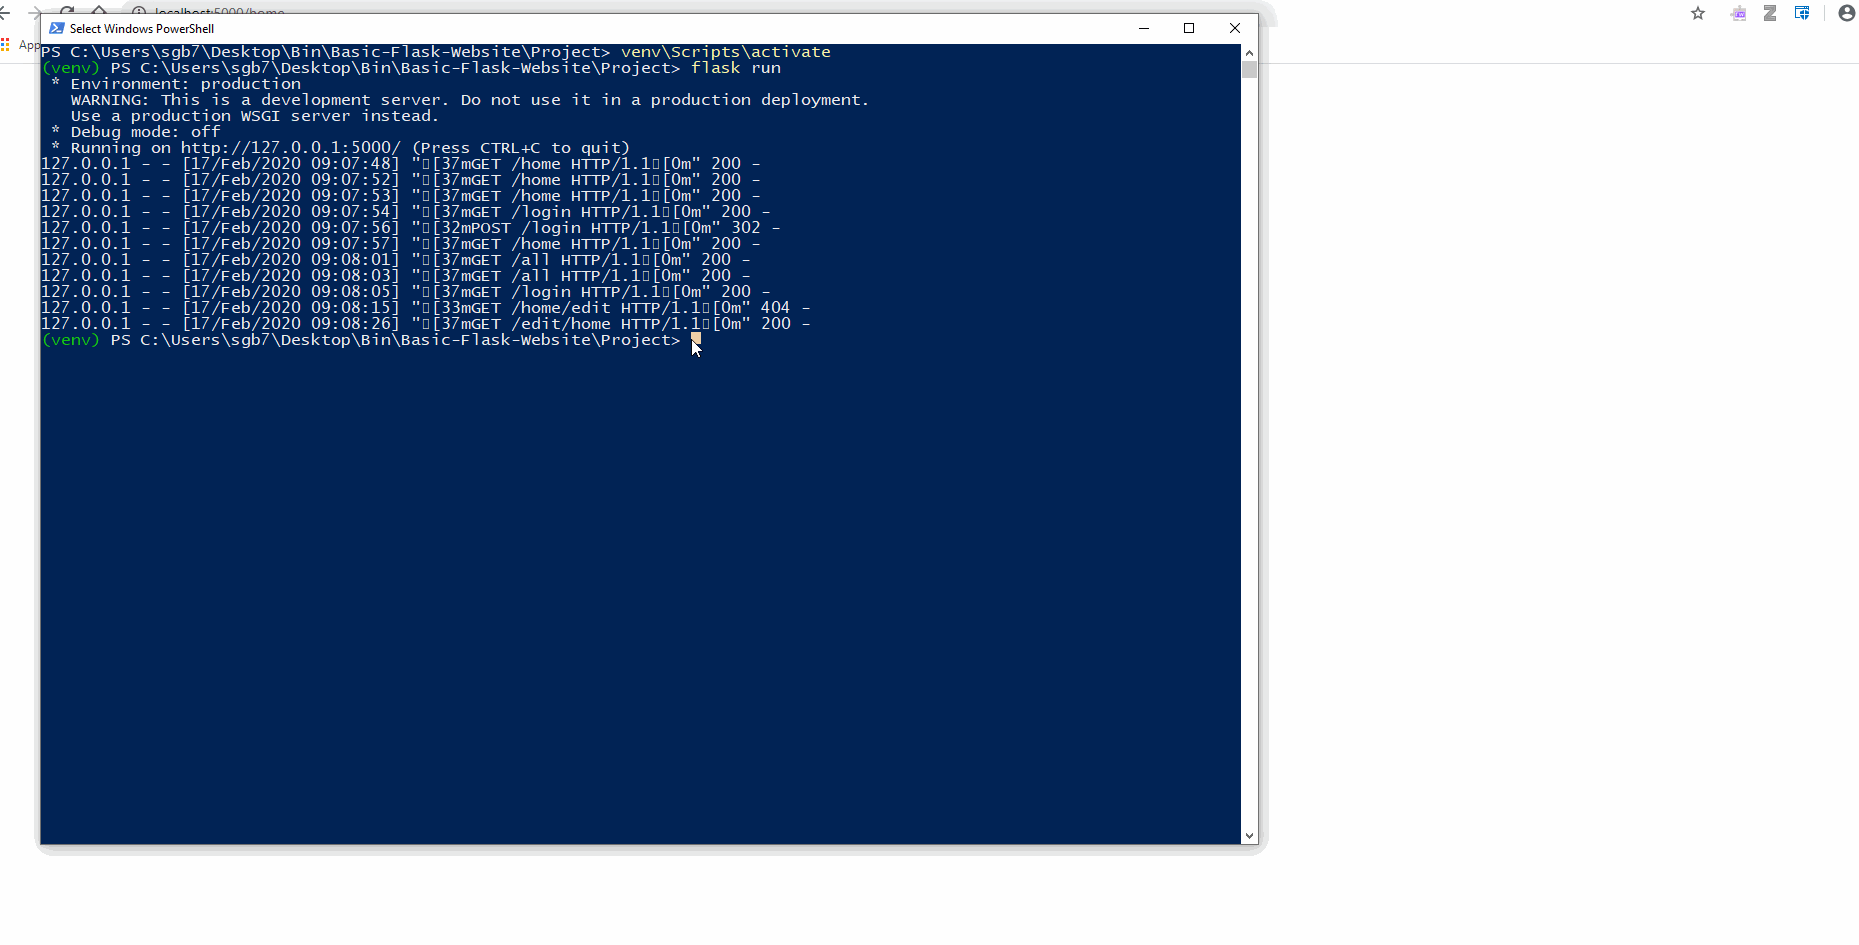 localhost:5000/home
Select Windows PowerShell
App
PS C:\Users\sgb7\Desktop\Bin\Basic-Flask-Website\Project> venv\Scripts\activate
(venv) PS C:\Users\sgb7\Desktop\Bin\Basic-Flask-Website\Project> flask run
 * Environment: production
   WARNING: This is a development server. Do not use it in a production deployment.
   Use a production WSGI server instead.
 * Debug mode: off
 * Running on http://127.0.0.1:5000/ (Press CTRL+C to quit)
127.0.0.1 - - [17/Feb/2020 09:07:48] "▯[37mGET /home HTTP/1.1▯[0m" 200 -
127.0.0.1 - - [17/Feb/2020 09:07:52] "▯[37mGET /home HTTP/1.1▯[0m" 200 -
127.0.0.1 - - [17/Feb/2020 09:07:53] "▯[37mGET /home HTTP/1.1▯[0m" 200 -
127.0.0.1 - - [17/Feb/2020 09:07:54] "▯[37mGET /login HTTP/1.1▯[0m" 200 -
127.0.0.1 - - [17/Feb/2020 09:07:56] "▯[32mPOST /login HTTP/1.1▯[0m" 302 -
127.0.0.1 - - [17/Feb/2020 09:07:57] "▯[37mGET /home HTTP/1.1▯[0m" 200 -
127.0.0.1 - - [17/Feb/2020 09:08:01] "▯[37mGET /all HTTP/1.1▯[0m" 200 -
127.0.0.1 - - [17/Feb/2020 09:08:03] "▯[37mGET /all HTTP/1.1▯[0m" 200 -
127.0.0.1 - - [17/Feb/2020 09:08:05] "▯[37mGET /login HTTP/1.1▯[0m" 200 -
127.0.0.1 - - [17/Feb/2020 09:08:15] "▯[33mGET /home/edit HTTP/1.1▯[0m" 404 -
127.0.0.1 - - [17/Feb/2020 09:08:26] "▯[37mGET /edit/home HTTP/1.1▯[0m" 200 -
(venv) PS C:\Users\sgb7\Desktop\Bin\Basic-Flask-Website\Project>